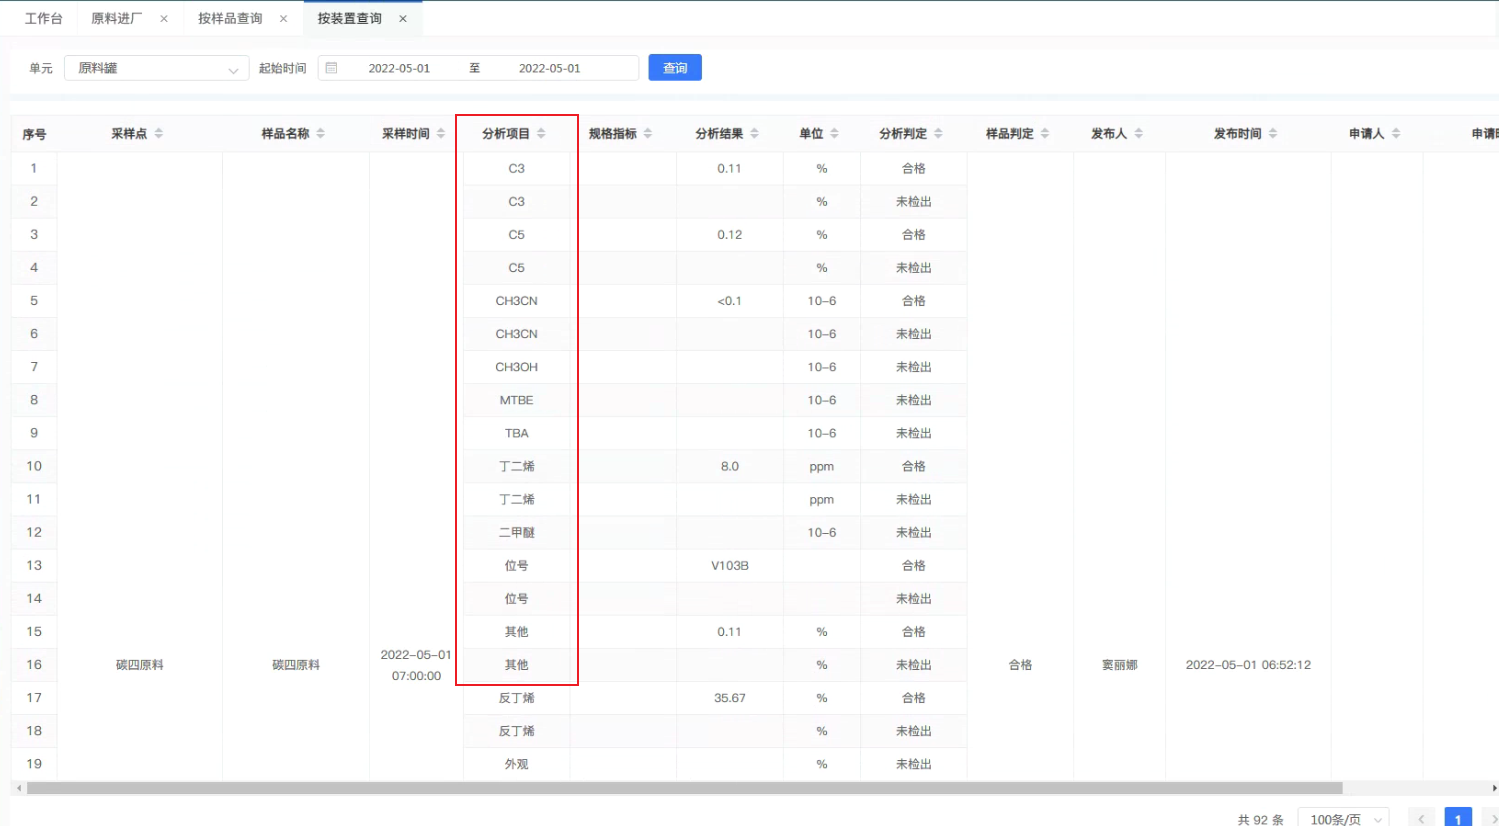 工作台 原料进厂 × 按样品查询 × 按装置查询 ×
单元 原料罐 起始时间 2022-05-01 至 2022-05-01 查询
序号 采样点 样品名称 采样时间 分析项目 规格指标 分析结果 单位 分析判定 样品判定 发布人 发布时间 申请人
1 C3 0.11 % 合格
2 C3 % 未检出
3 C5 0.12 % 合格
4 C5 % 未检出
5 CH3CN <0.1 10-6 合格
6 CH3CN 10-6 未检出
7 CH3OH 10-6 未检出
8 MTBE 10-6 未检出
9 TBA 10-6 未检出
10 丁二烯 8.0 ppm 合格
11 丁二烯 ppm 未检出
12 二甲醚 10-6 未检出
13 位号 V103B 合格
14 位号 未检出
15 其他 0.11 % 合格
16 碳四原料 碳四原料 2022-05-01 07:00:00 其他 % 未检出 合格 窦丽娜 2022-05-01 06:52:12
17 反丁烯 35.67 % 合格
18 反丁烯 % 未检出
19 外观 % 未检出
共 92 条 100条/页 1